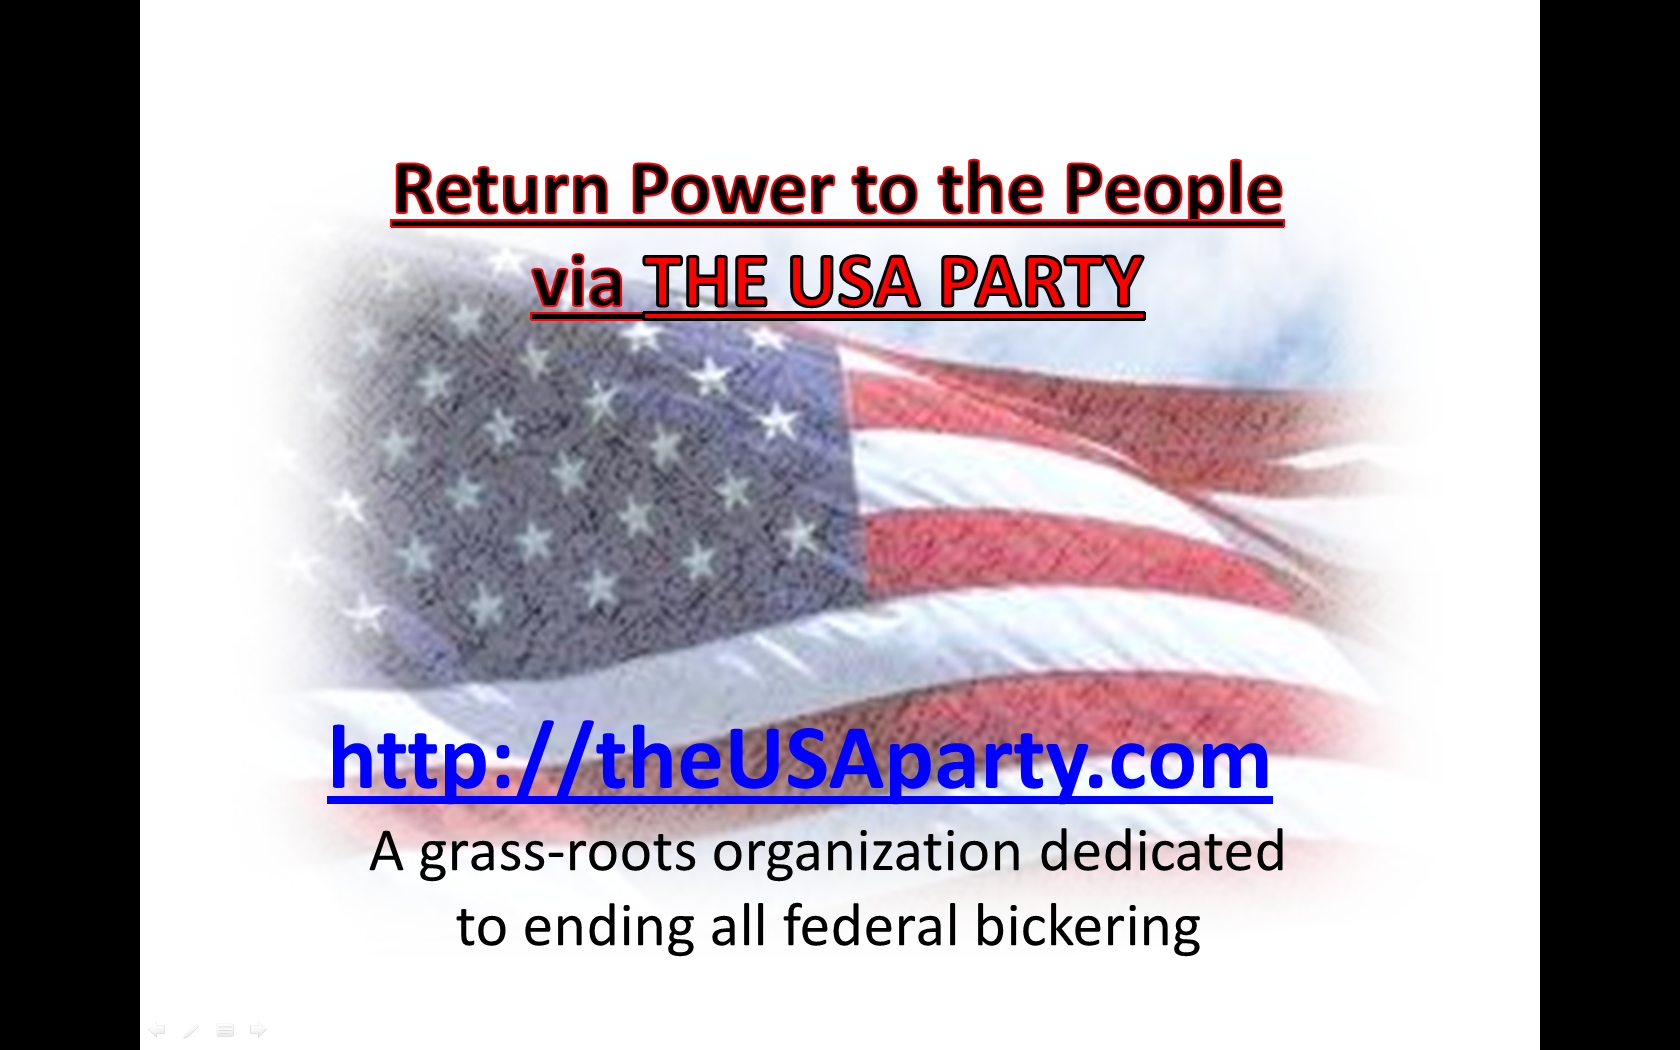 Return Power to the People
via THE USA PARTY
http://theUSAparty.com
A grass-roots organization dedicated
to ending all federal bickering